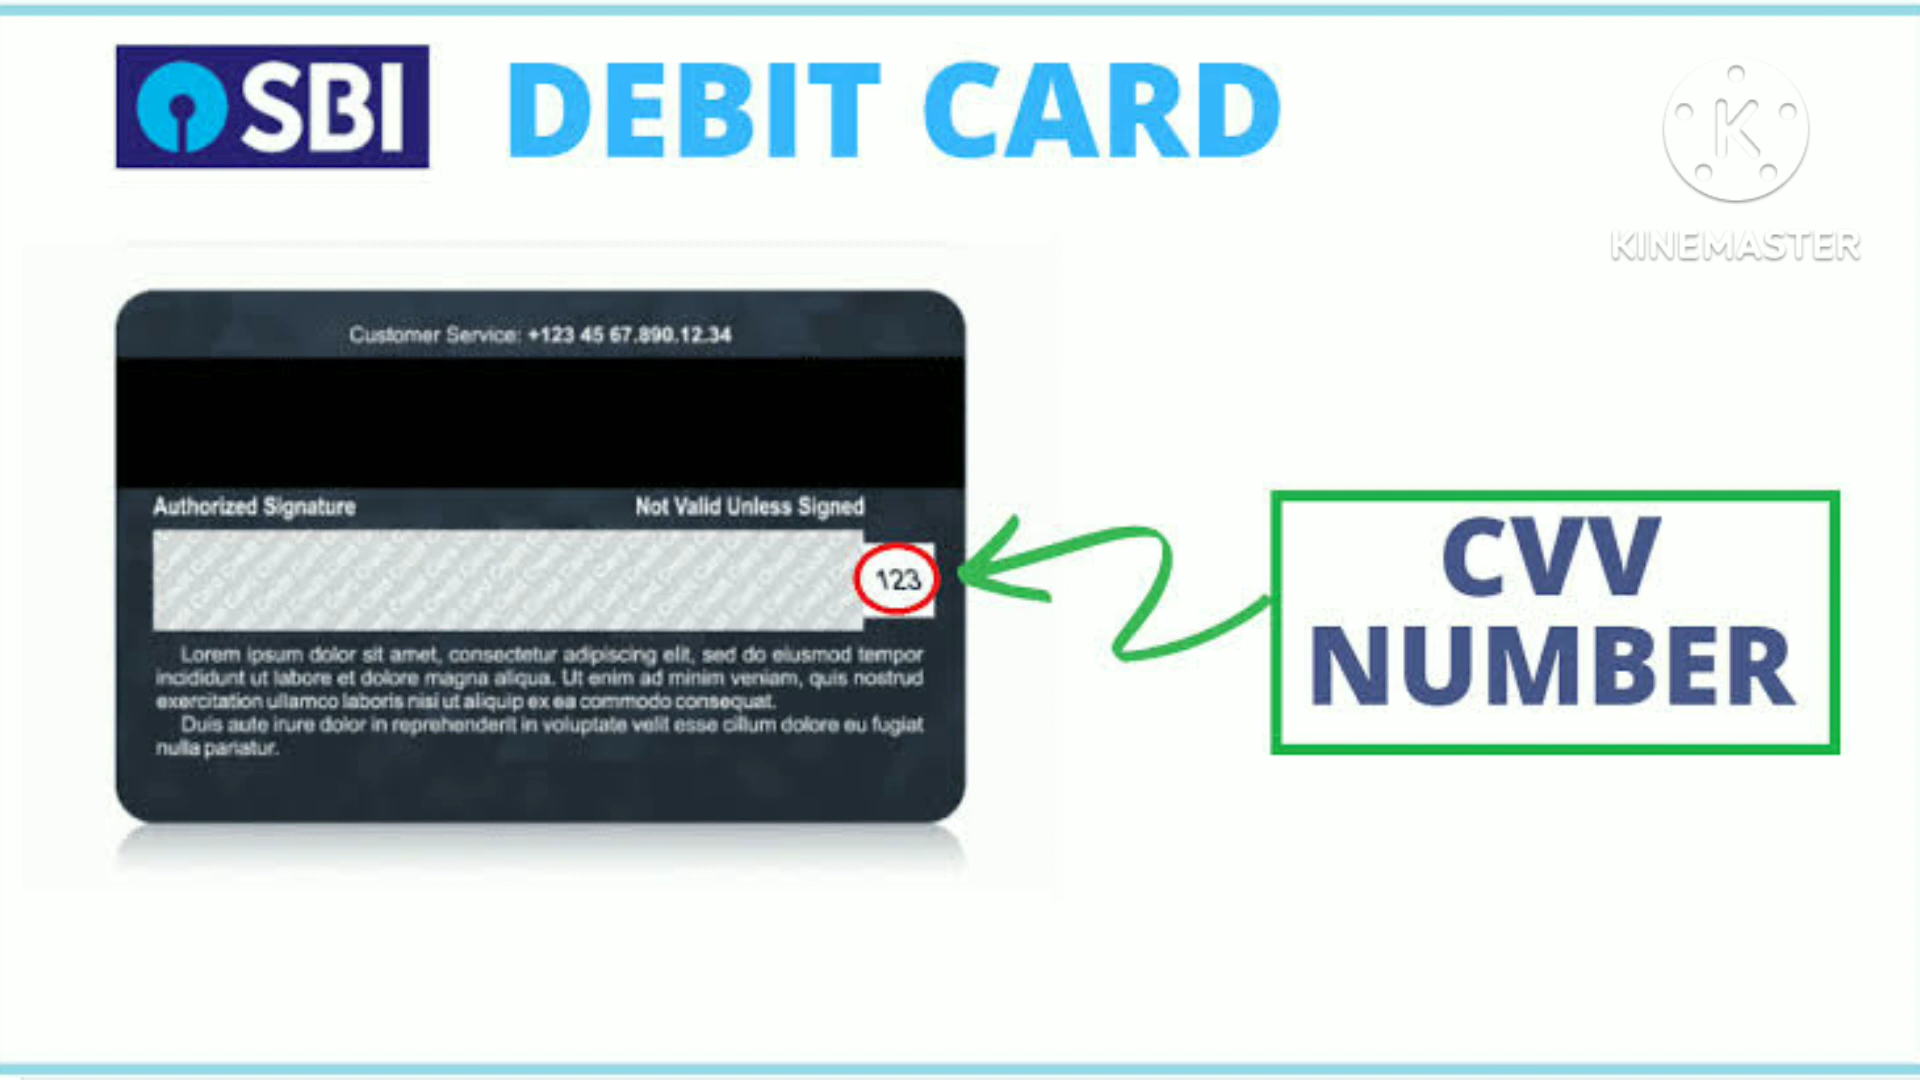 SBI DEBIT CARD
KINEMASTER
Customer Service: +123 45 67.890.12.34
Authorized Signature Not Valid Unless Signed
123
CVV
NUMBER
Lorem ipsum dolor sit amet, consectetur adipiscing elit, sed do eiusmod tempor
incididunt ut labore et dolore magna aliqua. Ut enim ad minim veniam, quis nostrud
exercitation ullamco laboris nisi ut aliquip ex ea commodo consequat.
Duis aute irure dolor in reprehenderit in voluptate velit esse cillum dolore eu fugiat
nulla pariatur.